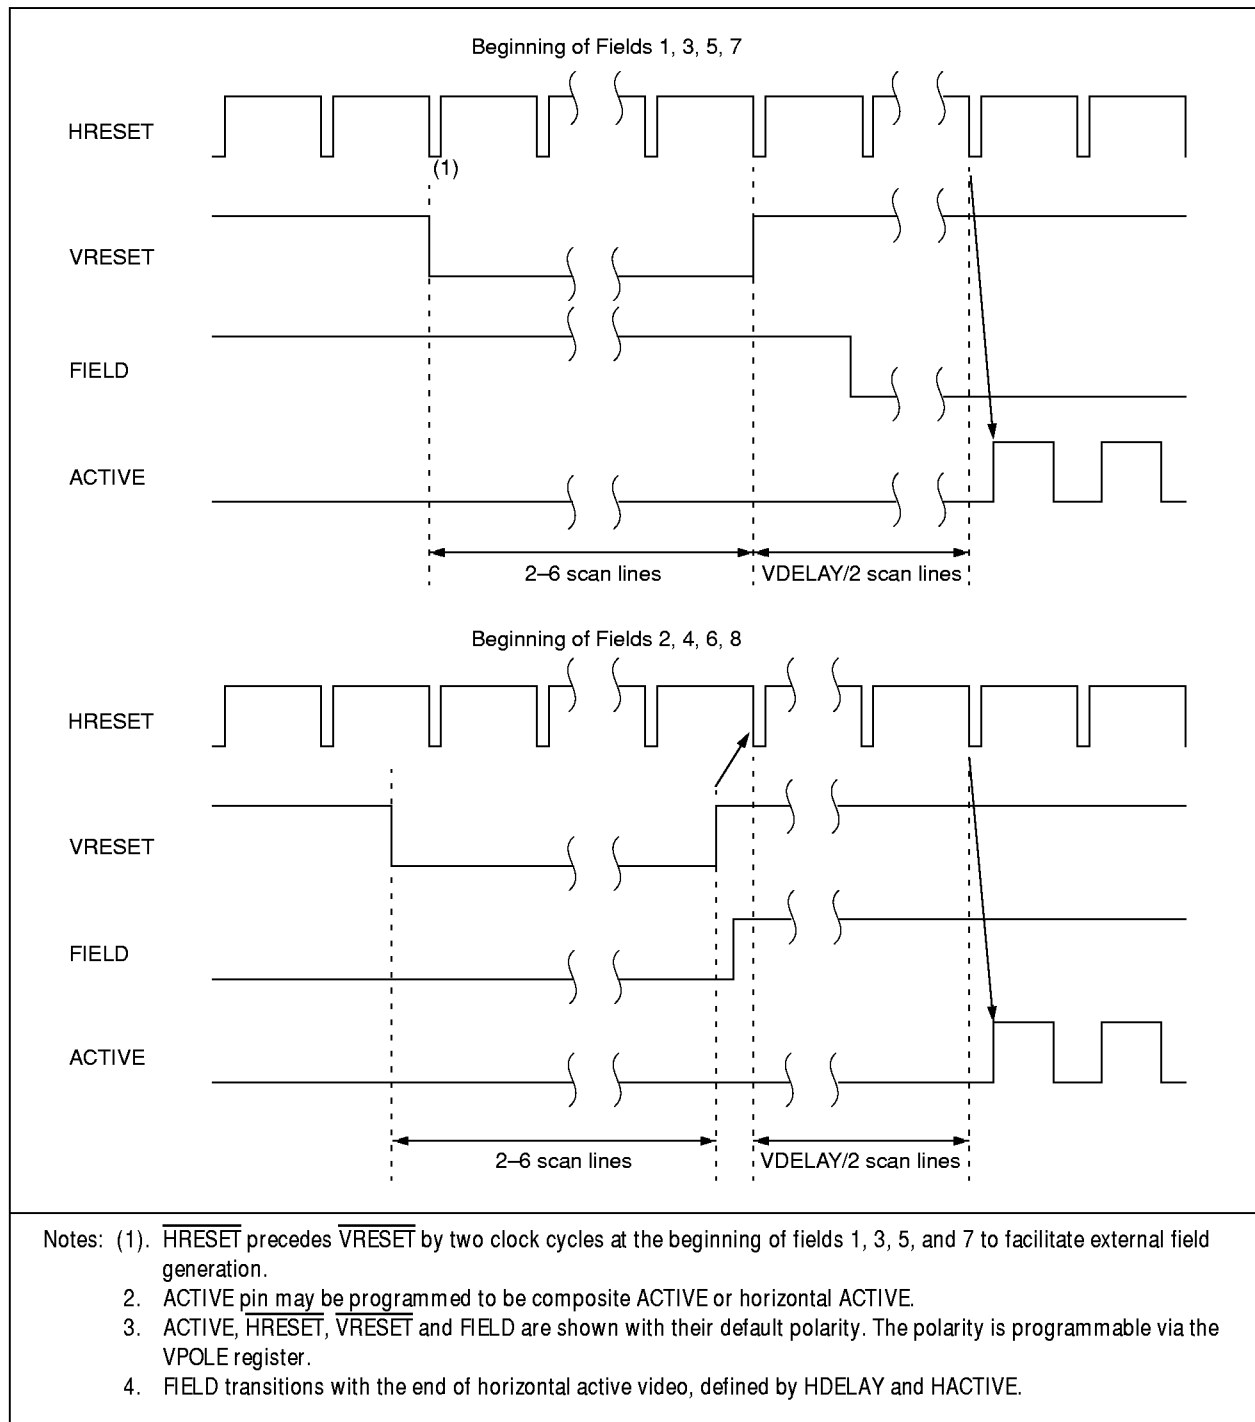 Beginning of Fields 1, 3, 5, 7
HRESET
(1)
VRESET
FIELD
ACTIVE
2–6 scan lines
VDELAY/2 scan lines
Beginning of Fields 2, 4, 6, 8
HRESET
VRESET
FIELD
ACTIVE
2–6 scan lines
VDELAY/2 scan lines
Notes: (1). HRESET precedes VRESET by two clock cycles at the beginning of fields 1, 3, 5, and 7 to facilitate external field
generation.
2. ACTIVE pin may be programmed to be composite ACTIVE or horizontal ACTIVE.
3. ACTIVE, HRESET, VRESET and FIELD are shown with their default polarity. The polarity is programmable via the
VPOLE register.
4. FIELD transitions with the end of horizontal active video, defined by HDELAY and HACTIVE.